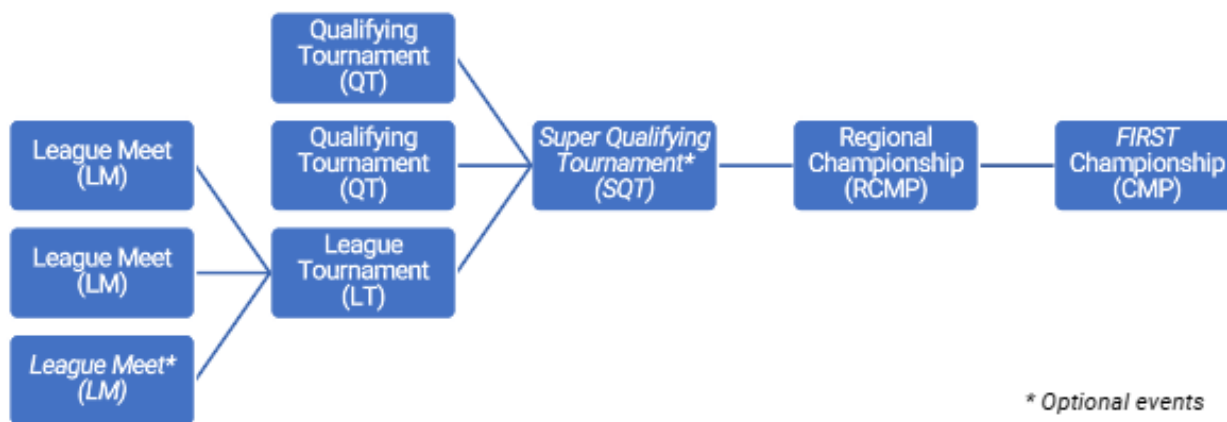 League Meet
(LM)
League Meet
(LM)
League Meet*
(LM)
Qualifying
Tournament
(QT)
Qualifying
Tournament
(QT)
League
Tournament
(LT)
Super Qualifying
Tournament*
(SQT)
Regional
Championship
(RCMP)
FIRST
Championship
(CMP)
* Optional events